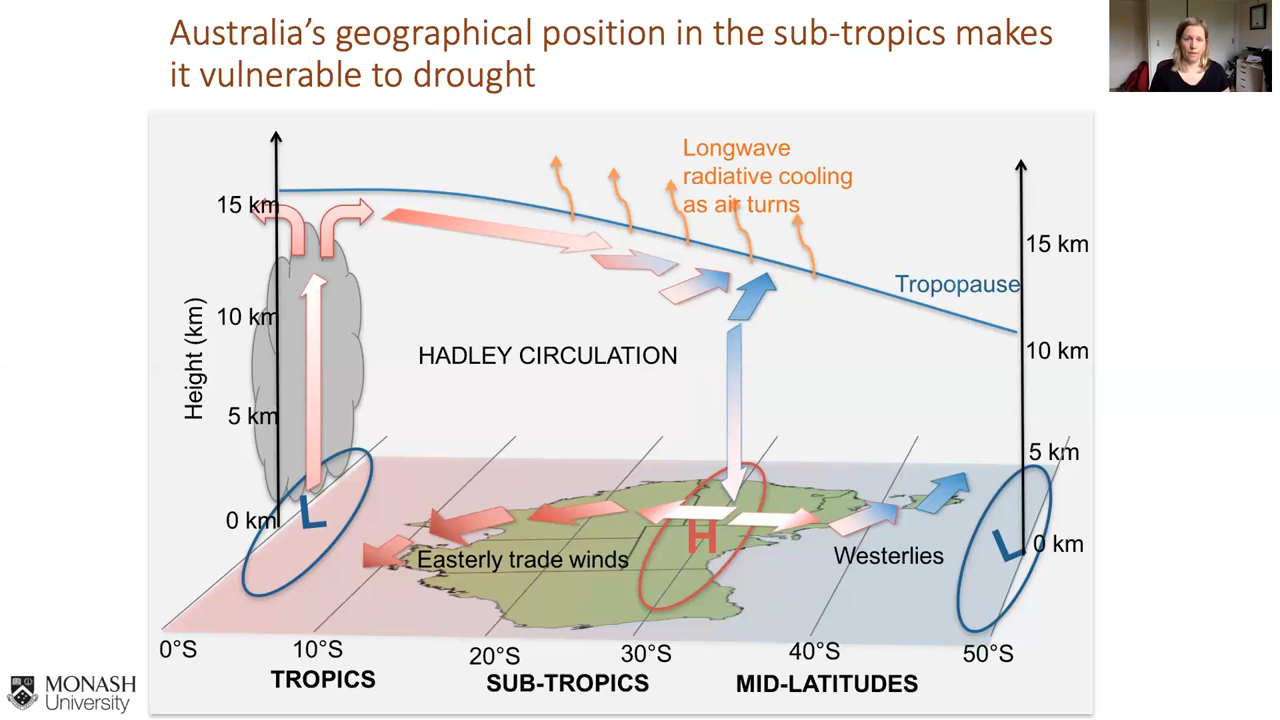 Australia's geographical position in the sub-tropics makes
it vulnerable to drought
Longwave
radiative cooling
as air turns
15 km
15 km
Tropopause
10 km
10 km
HADLEY CIRCULATION
Height (km)
5 km
5 km
L
0 km
H
L
0 km
Easterly trade winds
Westerlies
0°S
10°S
20°S
30°S
40°S
50°S
TROPICS
SUB-TROPICS
MID-LATITUDES
MONASH
University